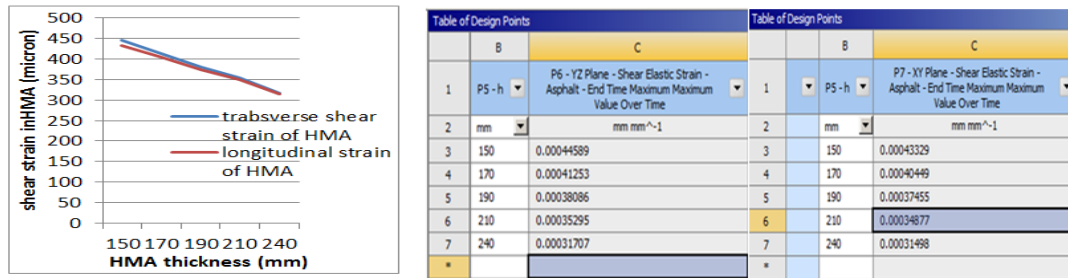 shear strain inHMA (micron)
500
450
400
350
300
250
200
150
100
50
0
trabsverse shear
strain of HMA
longitudinal strain
of HMA
150 170 190 210 240
HMA thickness (mm)
Table of Design Points
B C
1 P5 - h P6 - YZ Plane - Shear Elastic Strain -
Asphalt - End Time Maximum Maximum
Value Over Time
2 mm mm mm^-1
3 150 0.00044589
4 170 0.00041253
5 190 0.00038086
6 210 0.00035295
7 240 0.00031707
*
Table of Design Points
B C
1 P5 - h P7 - XY Plane - Shear Elastic Strain -
Asphalt - End Time Maximum Maximum
Value Over Time
2 mm mm mm^-1
3 150 0.00043329
4 170 0.00040449
5 190 0.00037455
6 210 0.00034877
7 240 0.00031498
*